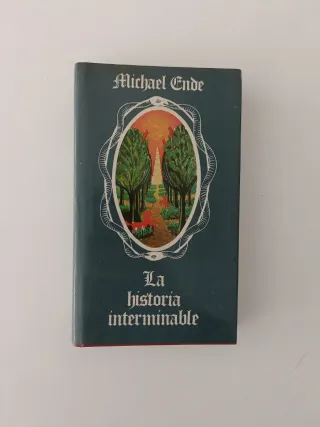 Michael Ende
La
historia
interminable